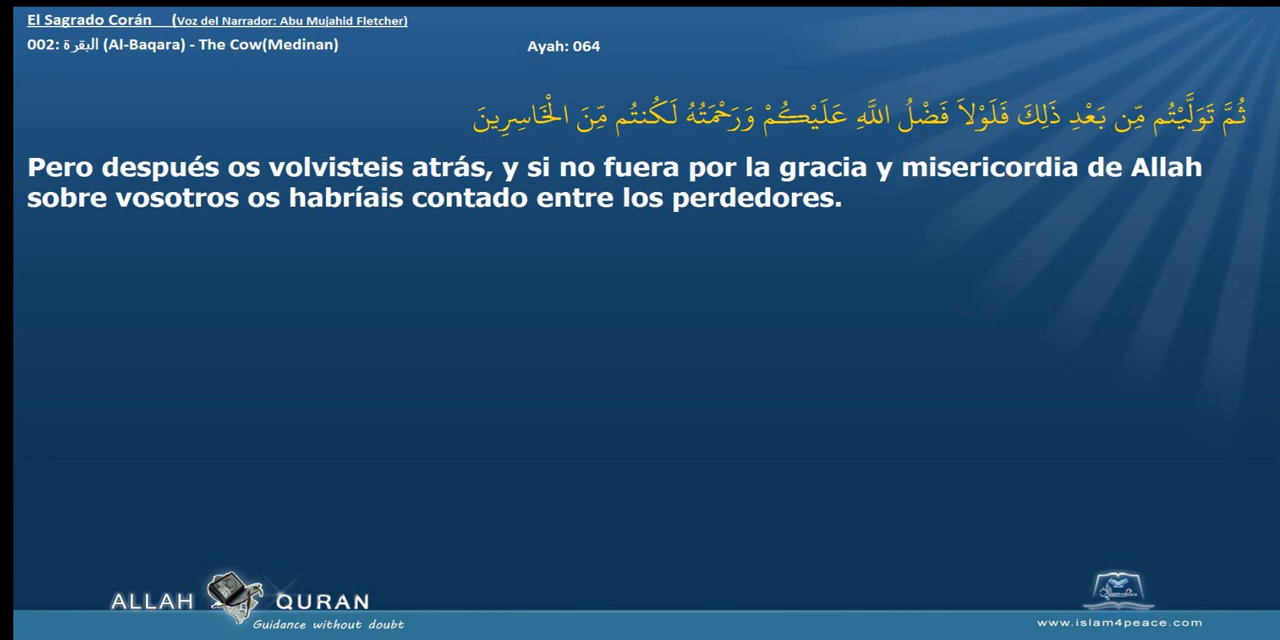 El Sagrado Corán (Voz del Narrador: Abu Mujahid Fletcher)
002: البقرة (Al-Baqara) - The Cow(Medinan)
Ayah: 064
ثُمَّ تَوَلَّيْتُم مِّن بَعْدِ ذَلِكَ فَلَوْلاَ فَضْلُ اللَّهِ عَلَيْكُمْ وَرَحْمَتُهُ لَكُنتُم مِّنَ الْخَاسِرِينَ
Pero después os volvisteis atrás, y si no fuera por la gracia y misericordia de Allah
sobre vosotros os habríais contado entre los perdedores.
ALLAH QURAN
Guidance without doubt
www.islam4peace.com